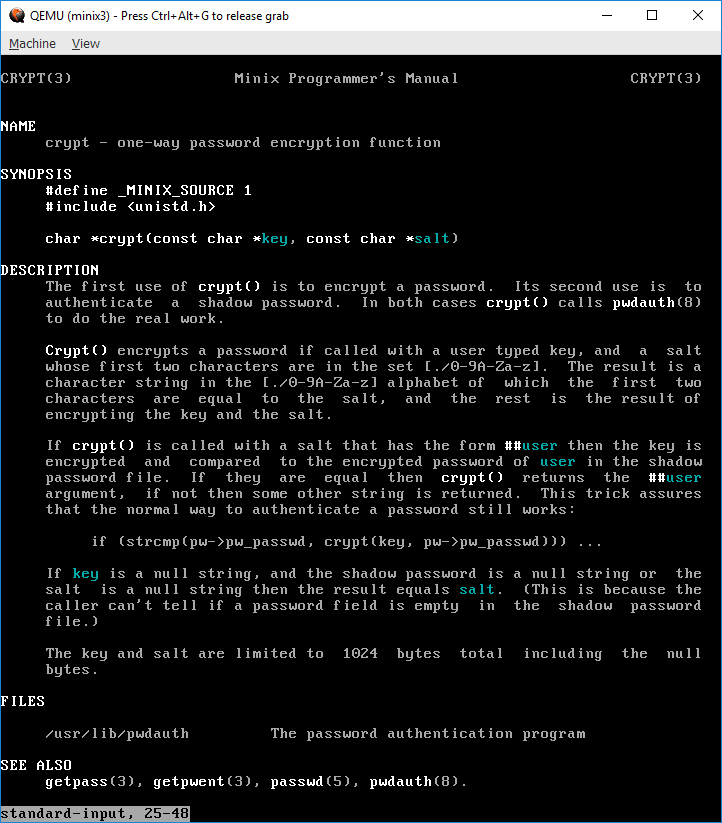 QEMU (minix3) - Press Ctrl+Alt+G to release grab
Machine View
CRYPT(3) Minix Programmer's Manual CRYPT(3)
NAME
crypt - one-way password encryption function
SYNOPSIS
#define _MINIX_SOURCE 1
#include <unistd.h>
char *crypt(const char *key, const char *salt)
DESCRIPTION
The first use of crypt() is to encrypt a password. Its second use is to
authenticate a shadow password. In both cases crypt() calls pwdauth(8)
to do the real work.
Crypt() encrypts a password if called with a user typed key, and a salt
whose first two characters are in the set [./0-9A-Za-z]. The result is a
character string in the [./0-9A-Za-z] alphabet of which the first two
characters are equal to the salt, and the rest is the result of
encrypting the key and the salt.
If crypt() is called with a salt that has the form ##user then the key is
encrypted and compared to the encrypted password of user in the shadow
password file. If they are equal then crypt() returns the ##user
argument, if not then some other string is returned. This trick assures
that the normal way to authenticate a password still works:
if (strcmp(pw->pw_passwd, crypt(key, pw->pw_passwd))) ...
If key is a null string, and the shadow password is a null string or the
salt is a null string then the result equals salt. (This is because the
caller can't tell if a password field is empty in the shadow password
file.)
The key and salt are limited to 1024 bytes total including the null
bytes.
FILES
/usr/lib/pwdauth The password authentication program
SEE ALSO
getpass(3), getpwent(3), passwd(5), pwdauth(8).
standard-input, 25-48